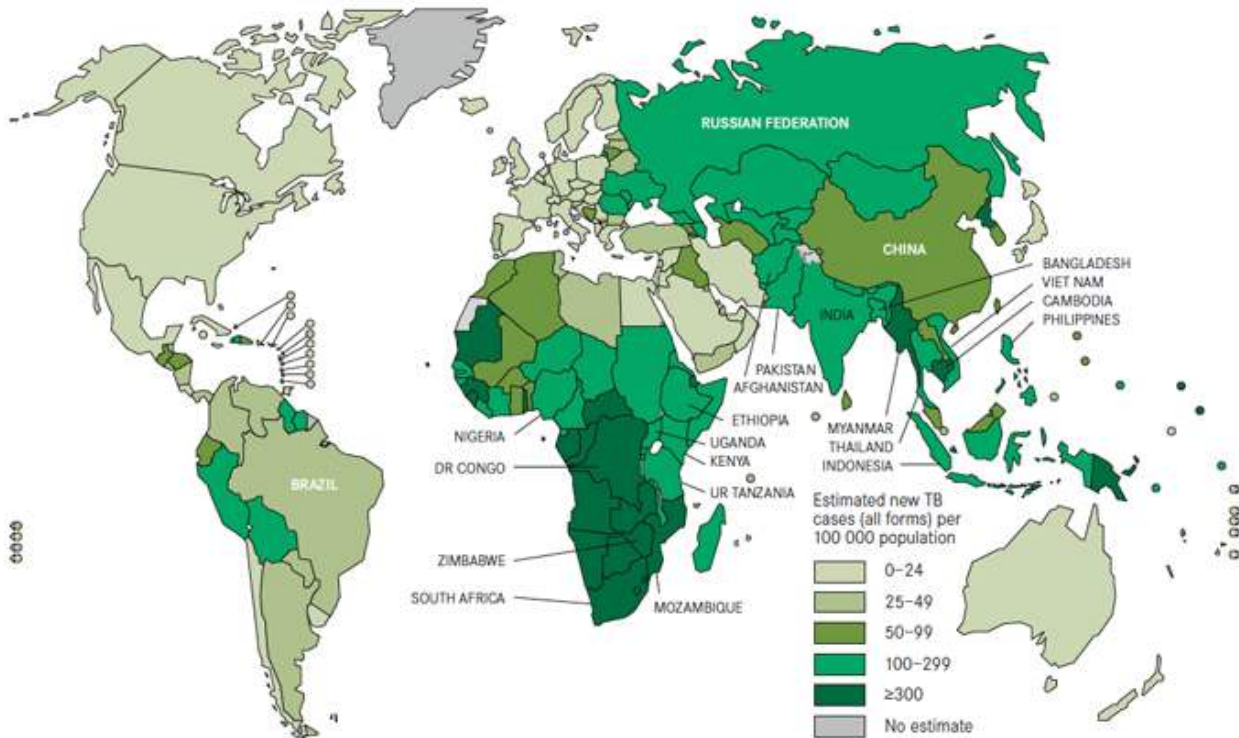 RUSSIAN FEDERATION
CHINA
BANGLADESH
VIET NAM
CAMBODIA
PHILIPPINES
INDIA
PAKISTAN
AFGHANISTAN
ETHIOPIA
NIGERIA
UGANDA
DR CONGO
KENYA
UR TANZANIA
MYANMAR
THAILAND
INDONESIA
BRAZIL
ZIMBABWE
SOUTH AFRICA
MOZAMBIQUE
Estimated new TB
cases (all forms) per
100 000 population
0–24
25–49
50–99
100–299
≥300
No estimate